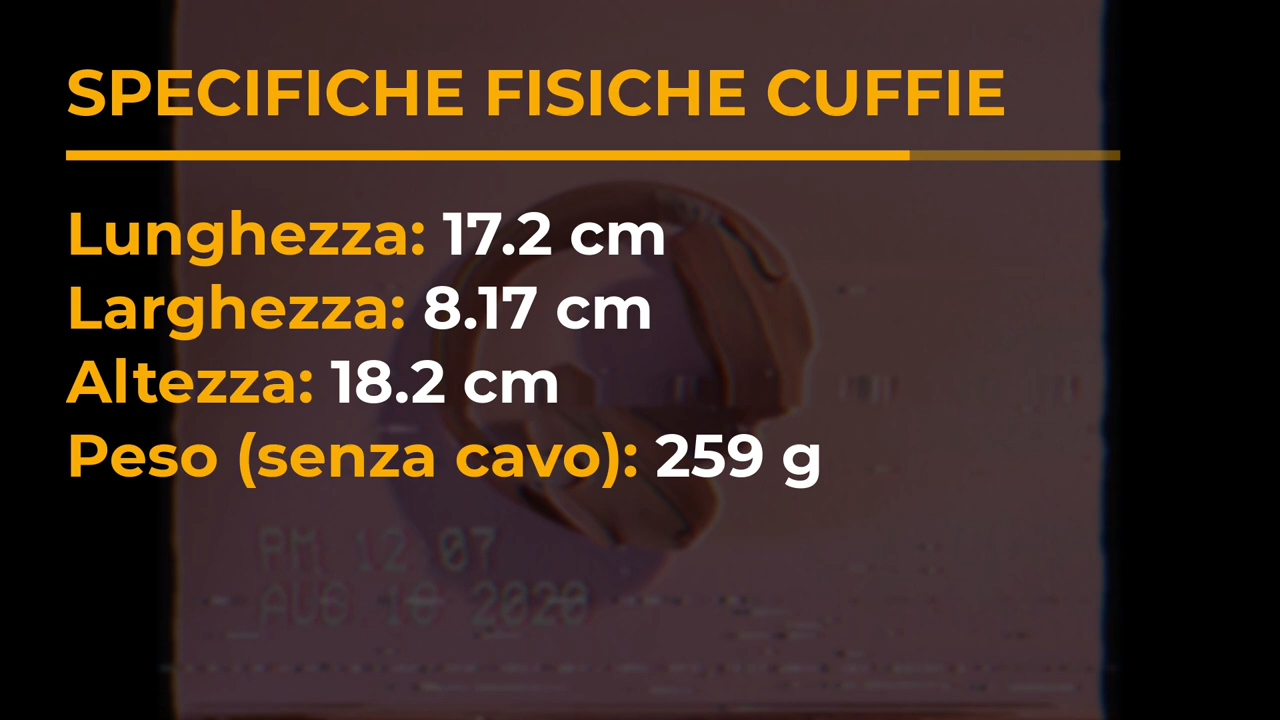 SPECIFICHE FISICHE CUFFIE
Lunghezza: 17.2 cm
Larghezza: 8.17 cm
Altezza: 18.2 cm
Peso (senza cavo): 259 g
PM 12 07
AUG 2020